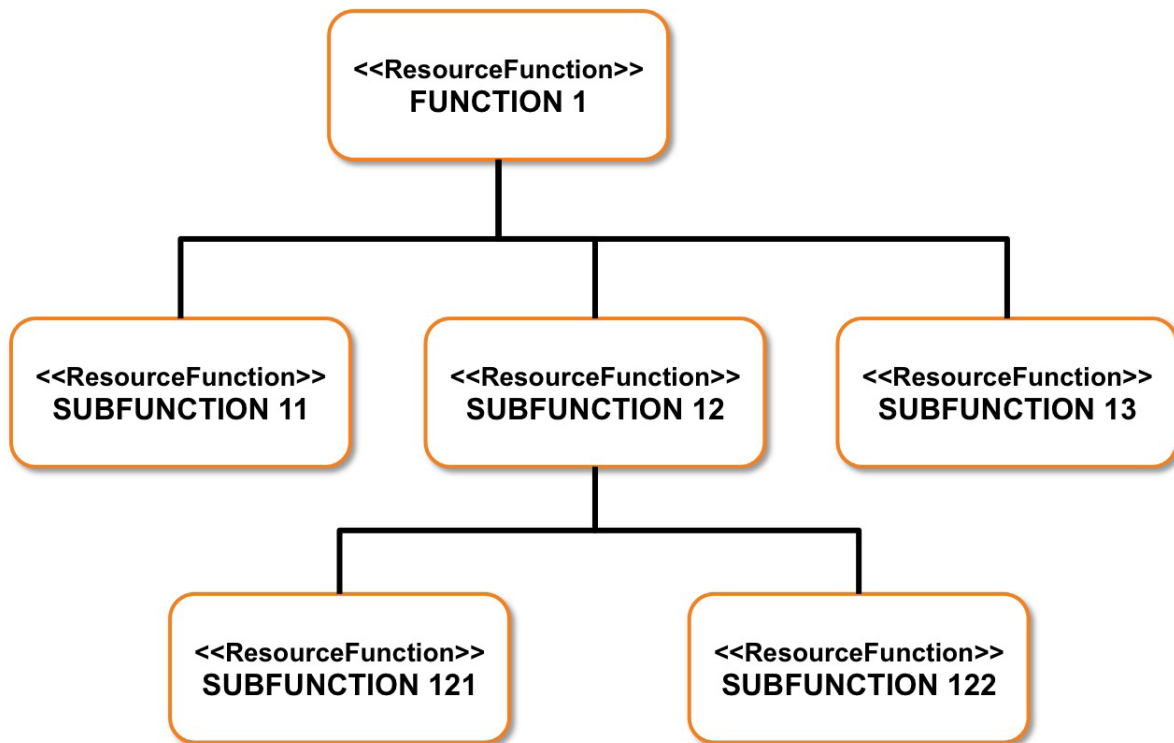 <<ResourceFunction>>
FUNCTION 1
<<ResourceFunction>>
SUBFUNCTION 11
<<ResourceFunction>>
SUBFUNCTION 12
<<ResourceFunction>>
SUBFUNCTION 13
<<ResourceFunction>>
SUBFUNCTION 121
<<ResourceFunction>>
SUBFUNCTION 122